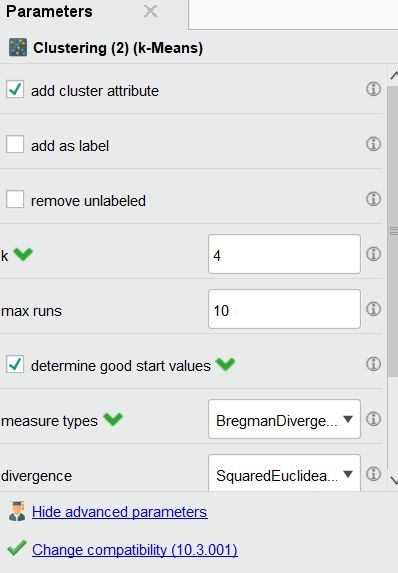 Parameters
Clustering (2) (k-Means)
add cluster attribute
add as label
remove unlabeled
k 4
max runs 10
determine good start values
measure types BregmanDiverge...
divergence SquaredEuclidea...
Hide advanced parameters
Change compatibility (10.3.001)